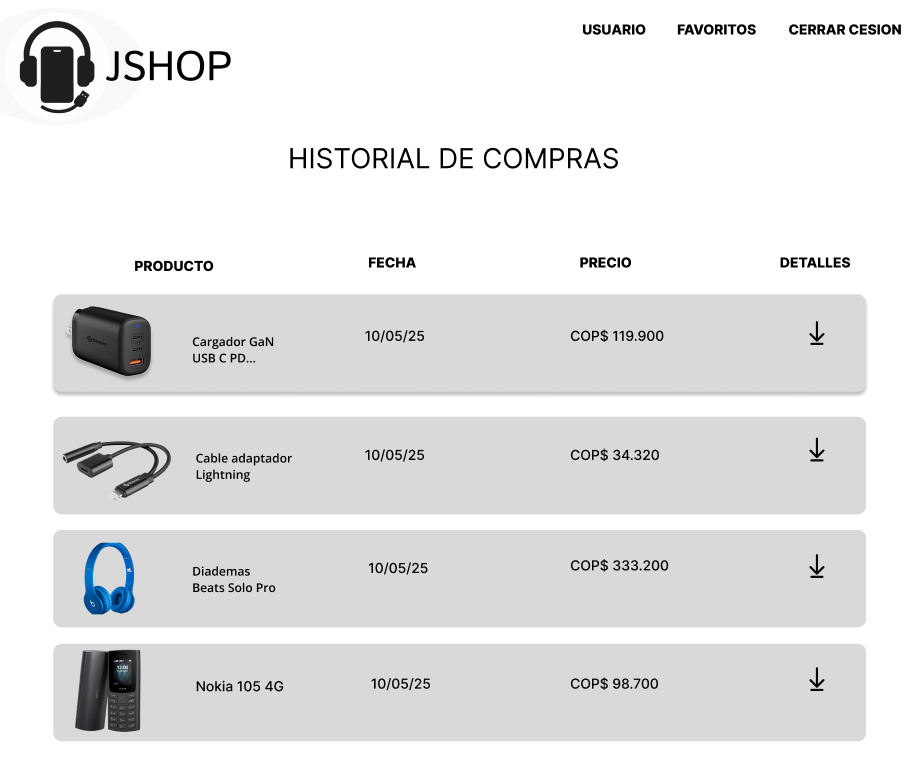 JSHOP
USUARIO FAVORITOS CERRAR CESION
HISTORIAL DE COMPRAS
PRODUCTO FECHA PRECIO DETALLES
Cargador GaN
USB C PD...
10/05/25 COP$ 119.900
Cable adaptador
Lightning
10/05/25 COP$ 34.320
Diademas
Beats Solo Pro
10/05/25 COP$ 333.200
Nokia 105 4G 10/05/25 COP$ 98.700